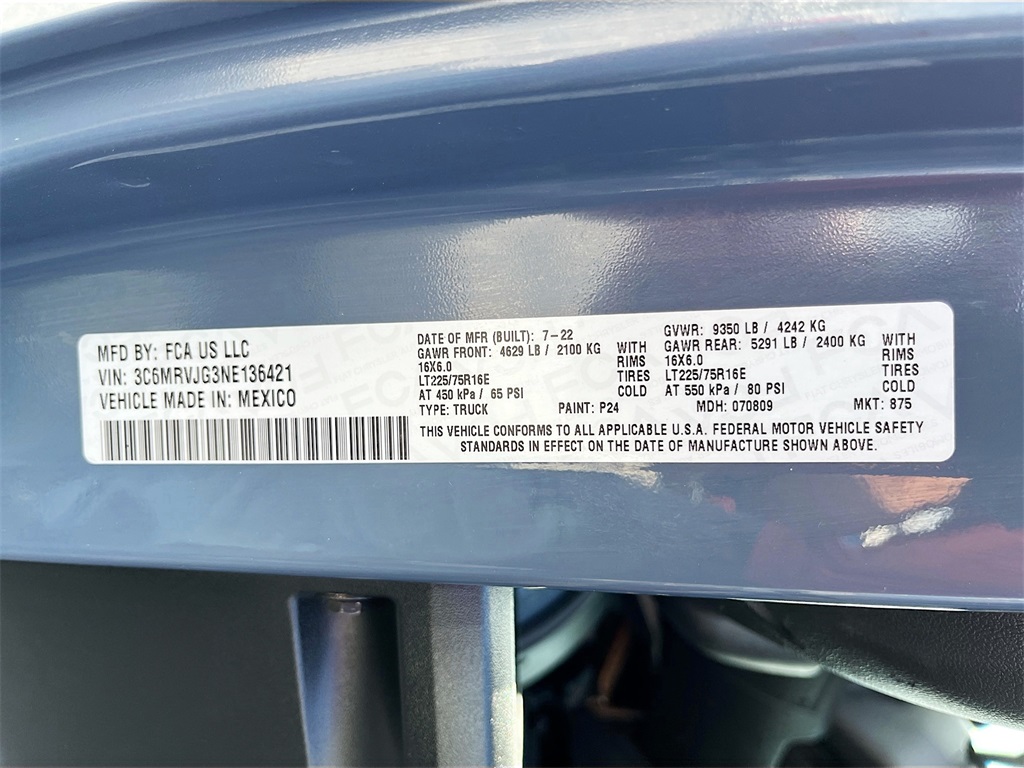 MFD BY: FCA US LLC
VIN: 3C6MRVJG3NE136421
VEHICLE MADE IN: MEXICO
DATE OF MFR (BUILT): 7-22
GAWR FRONT: 4629 LB / 2100 KG WITH
16X6.0 RIMS
LT225/75R16E TIRES
AT 450 kPa / 65 PSI COLD
TYPE: TRUCK PAINT: P24
GVWR: 9350 LB / 4242 KG
GAWR REAR: 5291 LB / 2400 KG WITH
16X6.0 RIMS
LT225/75R16E TIRES
AT 550 kPa / 80 PSI COLD
MDH: 070809 MKT: 875
THIS VEHICLE CONFORMS TO ALL APPLICABLE U.S.A. FEDERAL MOTOR VEHICLE SAFETY
STANDARDS IN EFFECT ON THE DATE OF MANUFACTURE SHOWN ABOVE.